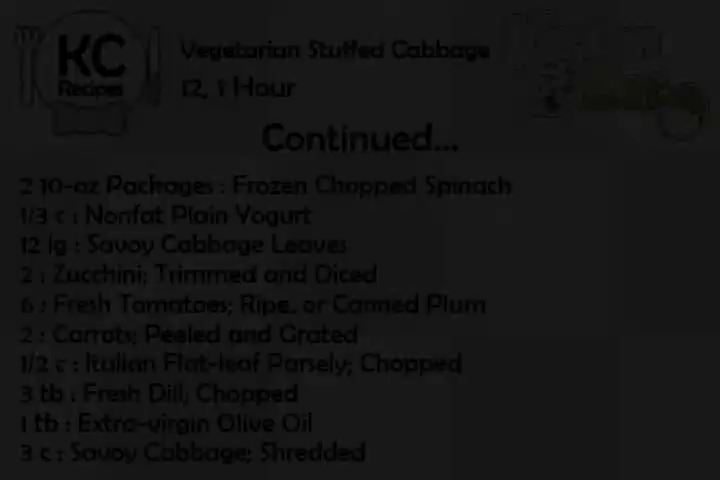 KC
Recipes
Vegetarian Stuffed Cabbage
12, 1 Hour
Continued...
2 10-oz Packages : Frozen Chopped Spinach
1/3 c : Nonfat Plain Yogurt
12 lg : Savoy Cabbage Leaves
2 : Zucchini; Trimmed and Diced
6 : Fresh Tomatoes; Ripe, or Canned Plum
2 : Carrots; Peeled and Grated
1/2 c : Italian Flat-leaf Parsely; Chopped
3 tb : Fresh Dill; Chopped
1 tb : Extra-virgin Olive Oil
3 c : Savoy Cabbage; Shredded